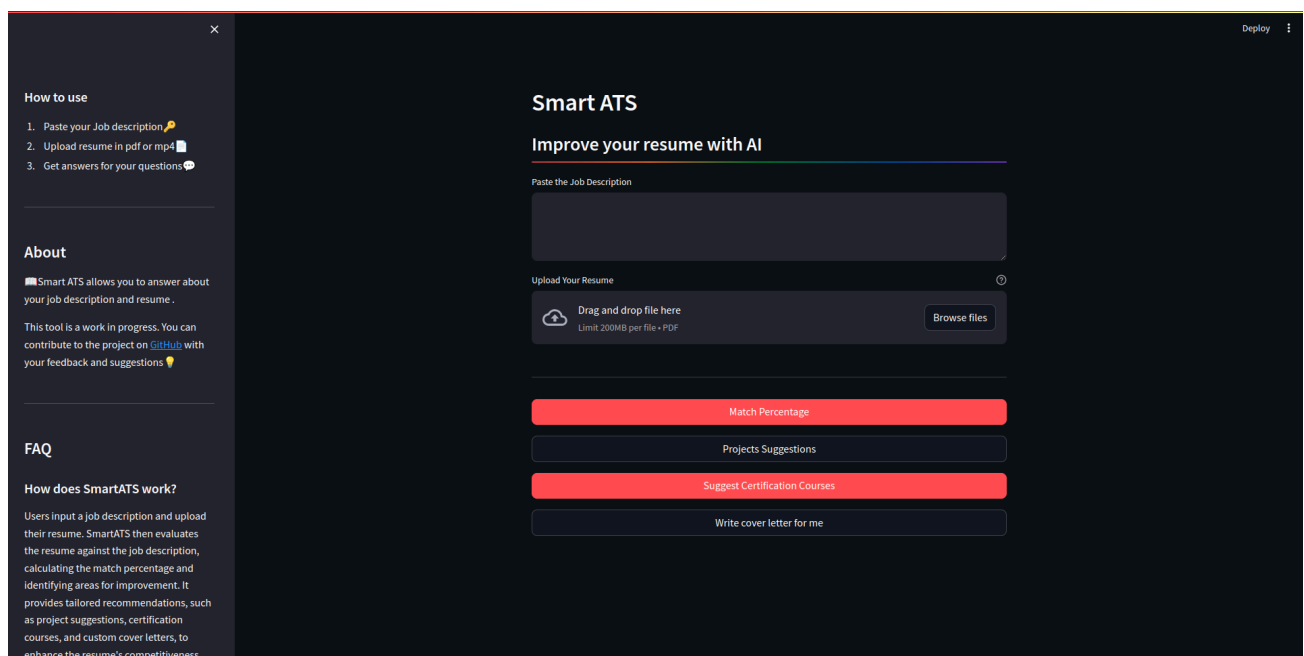 Deploy
How to use
1. Paste your Job description🔑
2. Upload resume in pdf or mp4📄
3. Get answers for your questions💬
About
📖Smart ATS allows you to answer about
your job description and resume .
This tool is a work in progress. You can
contribute to the project on GitHub with
your feedback and suggestions💡
FAQ
How does SmartATS work?
Users input a job description and upload
their resume. SmartATS then evaluates
the resume against the job description,
calculating the match percentage and
identifying areas for improvement. It
provides tailored recommendations, such
as project suggestions, certification
courses, and custom cover letters, to
enhance the resume's competitiveness
Smart ATS
Improve your resume with AI
Paste the Job Description
Upload Your Resume
Drag and drop file here
Limit 200MB per file • PDF
Browse files
Match Percentage
Projects Suggestions
Suggest Certification Courses
Write cover letter for me